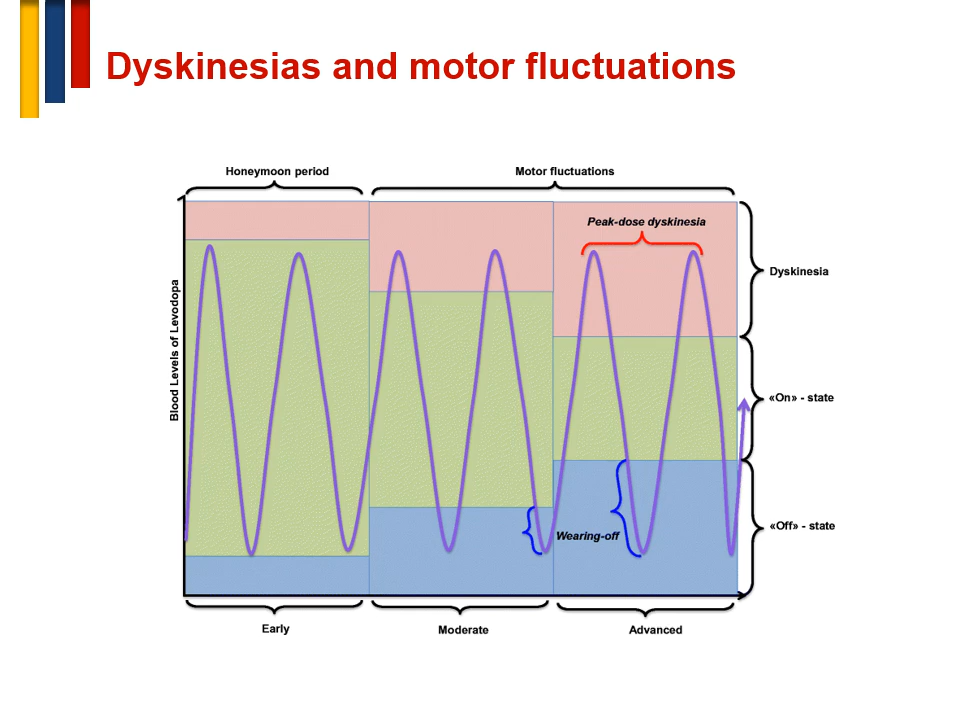 Dyskinesias and motor fluctuations
Honeymoon period
Motor fluctuations
Peak-dose dyskinesia
Dyskinesia
Blood Levels of Levodopa
«On» - state
«Off» - state
Wearing-off
Early
Moderate
Advanced